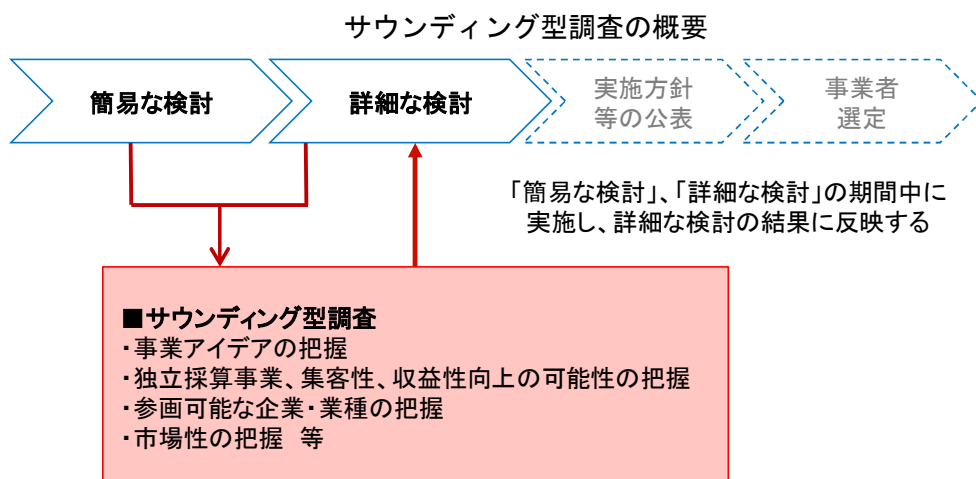 サウンディング型調査の概要
簡易な検討
詳細な検討
実施方針
等の公表
事業者
選定
「簡易な検討」、「詳細な検討」の期間中に
実施し、詳細な検討の結果に反映する
■サウンディング型調査
・事業アイデアの把握
・独立採算事業、集客性、収益性向上の可能性の把握
・参画可能な企業・業種の把握
・市場性の把握　等